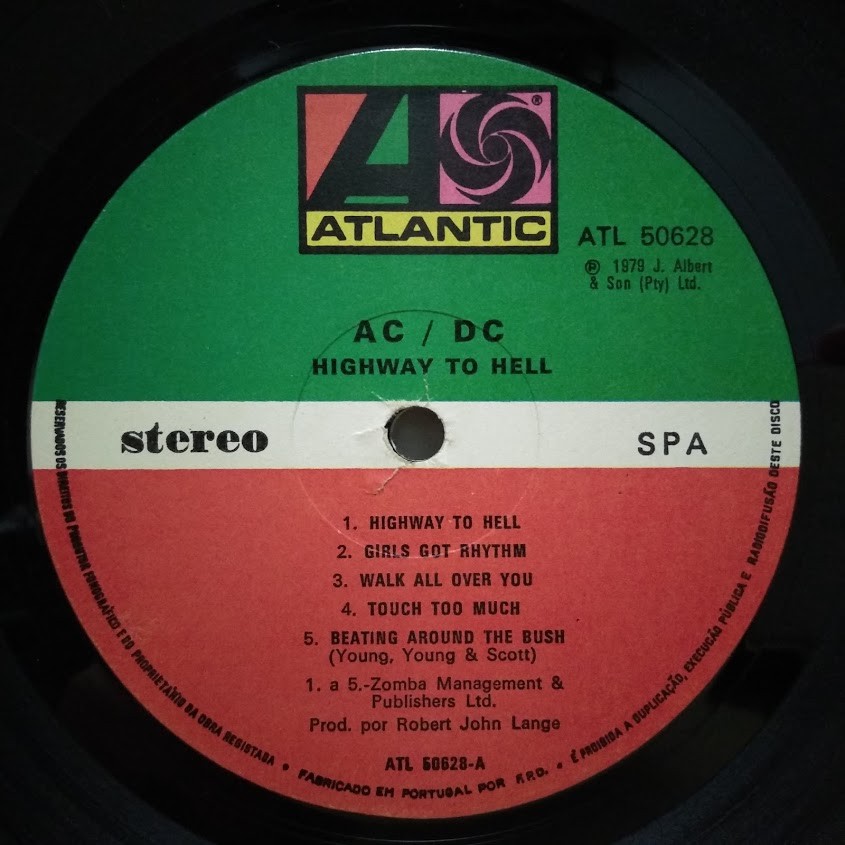 A
®
ATLANTIC
ATL 50628
℗ 1979 J. Albert
& Son (Pty) Ltd.
AC / DC
HIGHWAY TO HELL
stereo
SPA
1. HIGHWAY TO HELL
2. GIRLS GOT RHYTHM
3. WALK ALL OVER YOU
4. TOUCH TOO MUCH
5. BEATING AROUND THE BUSH
(Young, Young & Scott)
1. a 5.-Zomba Management &
Publishers Ltd.
Prod. por Robert John Lange
ATL 50628-A
RESERVADOS OS DIREITOS DO PRODUTOR FONOGRÁFICO E DO PROPRIETÁRIO DA OBRA REGISTADA • FABRICADO EM PORTUGAL POR F.P.D. • É PROIBIDA A DUPLICAÇÃO, EXECUÇÃO PÚBLICA E RADIODIFUSÃO DESTE DISCO